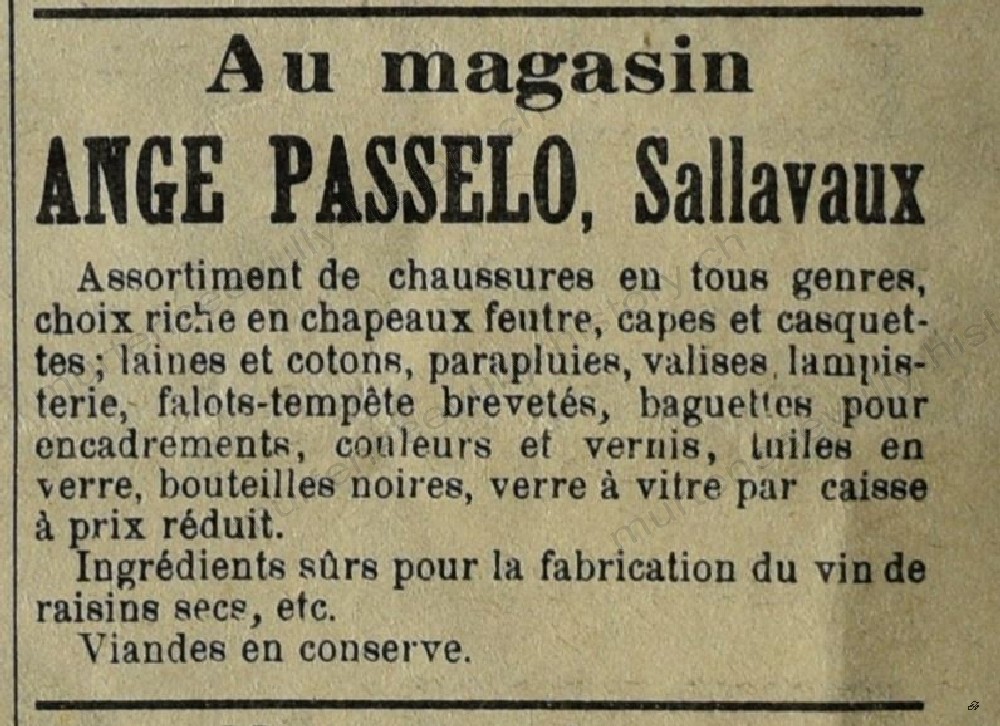 Au magasin
ANGE PASSELO, Sallavaux
Assortiment de chaussures en tous genres,
choix riche en chapeaux feutre, capes et casquet-
tes ; laines et cotons, parapluies, valises, lampis-
terie, falots-tempête brevetés, baguettes pour
encadrements, couleurs et vernis, tuiles en
verre, bouteilles noires, verre à vitre par caisse
à prix réduit.
Ingrédients sûrs pour la fabrication du vin de
raisins secs, etc.
Viandes en conserve.